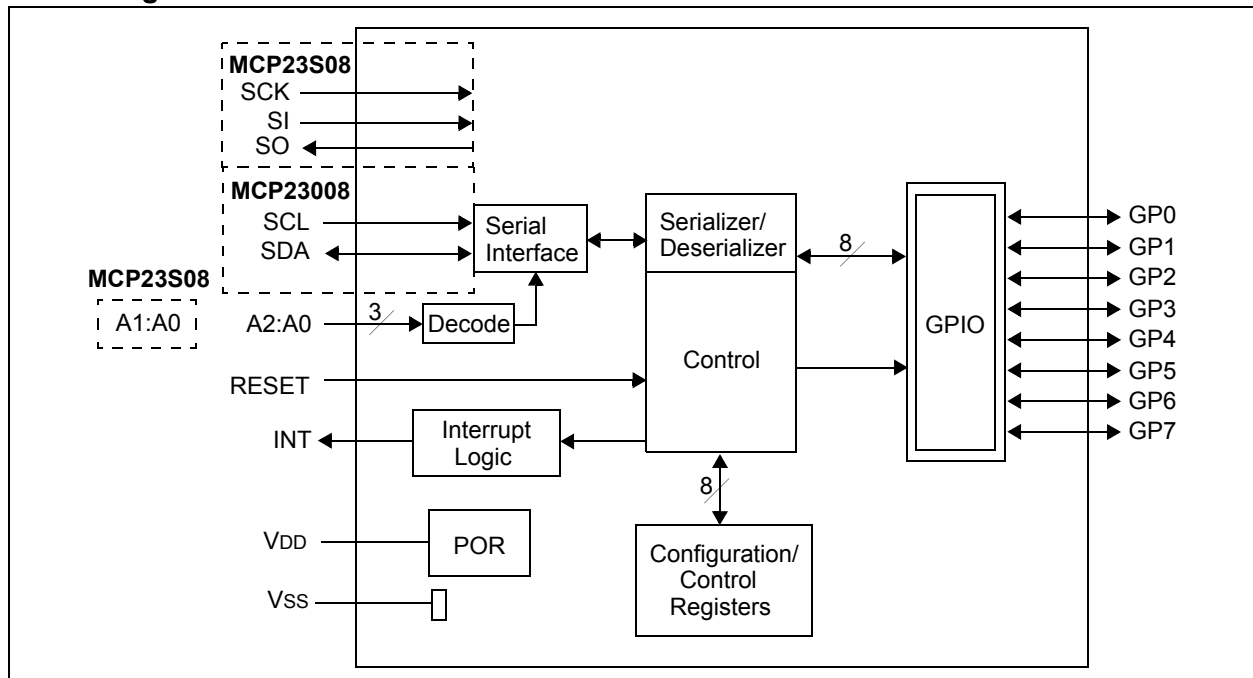 MCP23S08
SCK
SI
SO
MCP23008
SCL
SDA
MCP23S08
A1:A0
A2:A0
3
Decode
Serial
Interface
Serializer/
Deserializer
8
Control
GPIO
GP0
GP1
GP2
GP3
GP4
GP5
GP6
GP7
RESET
INT
Interrupt
Logic
8
VDD
POR
Configuration/
Control
Registers
VSS